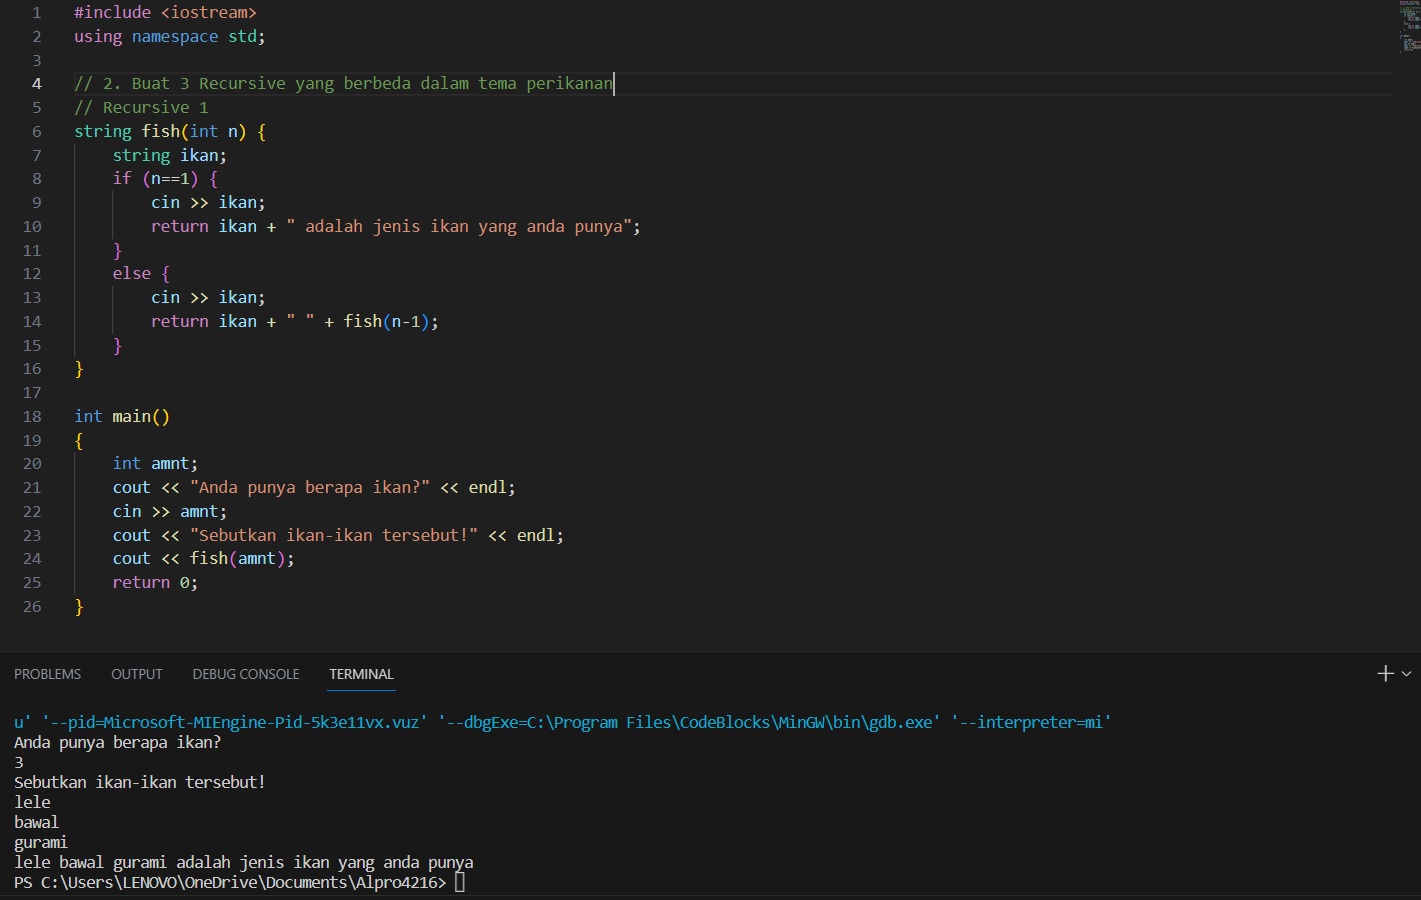 1 #include <iostream>
2 using namespace std;
3
4 // 2. Buat 3 Recursive yang berbeda dalam tema perikanan
5 // Recursive 1
6 string fish(int n) {
7     string ikan;
8     if (n==1) {
9         cin >> ikan;
10         return ikan + " adalah jenis ikan yang anda punya";
11     }
12     else {
13         cin >> ikan;
14         return ikan + " " + fish(n-1);
15     }
16 }
17
18 int main()
19 {
20     int amnt;
21     cout << "Anda punya berapa ikan?" << endl;
22     cin >> amnt;
23     cout << "Sebutkan ikan-ikan tersebut!" << endl;
24     cout << fish(amnt);
25     return 0;
26 }
PROBLEMS OUTPUT DEBUG CONSOLE TERMINAL
u' '--pid=Microsoft-MIEngine-Pid-5k3e11vx.vuz' '--dbgExe=C:\Program Files\CodeBlocks\MinGW\bin\gdb.exe' '--interpreter=mi'
Anda punya berapa ikan?
3
Sebutkan ikan-ikan tersebut!
lele
bawal
gurami
lele bawal gurami adalah jenis ikan yang anda punya
PS C:\Users\LENOVO\OneDrive\Documents\Alpro4216>